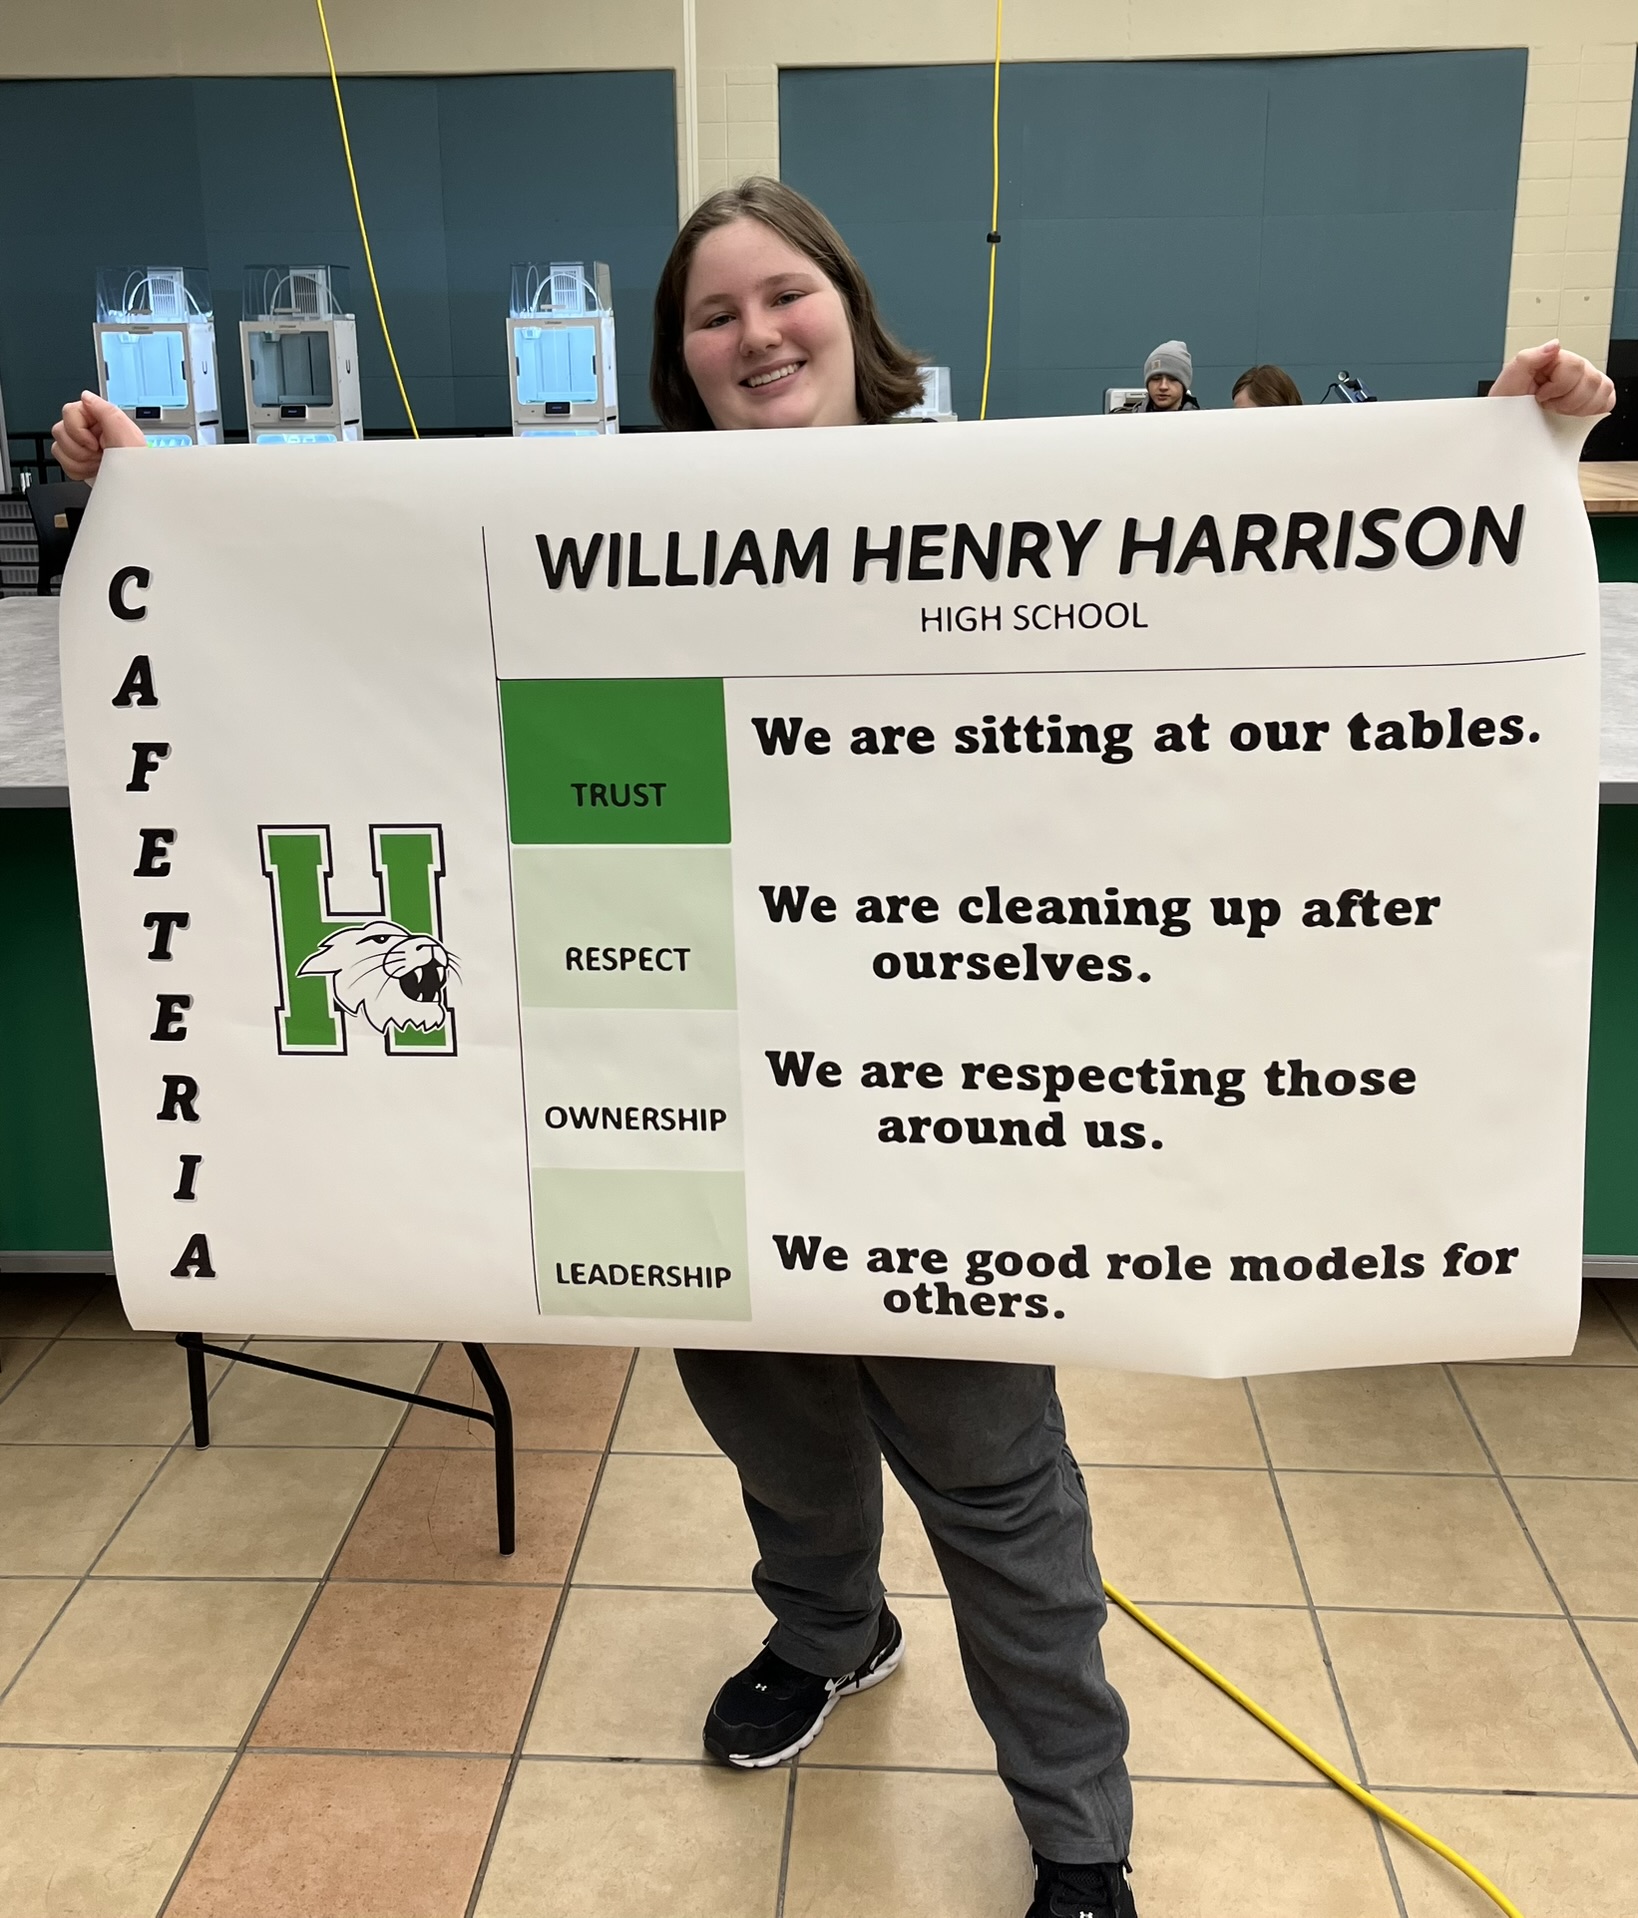 CAFETERIA
WILLIAM HENRY HARRISON
HIGH SCHOOL
H
TRUST
We are sitting at our tables.
RESPECT
We are cleaning up after
ourselves.
OWNERSHIP
We are respecting those
around us.
LEADERSHIP
We are good role models for
others.